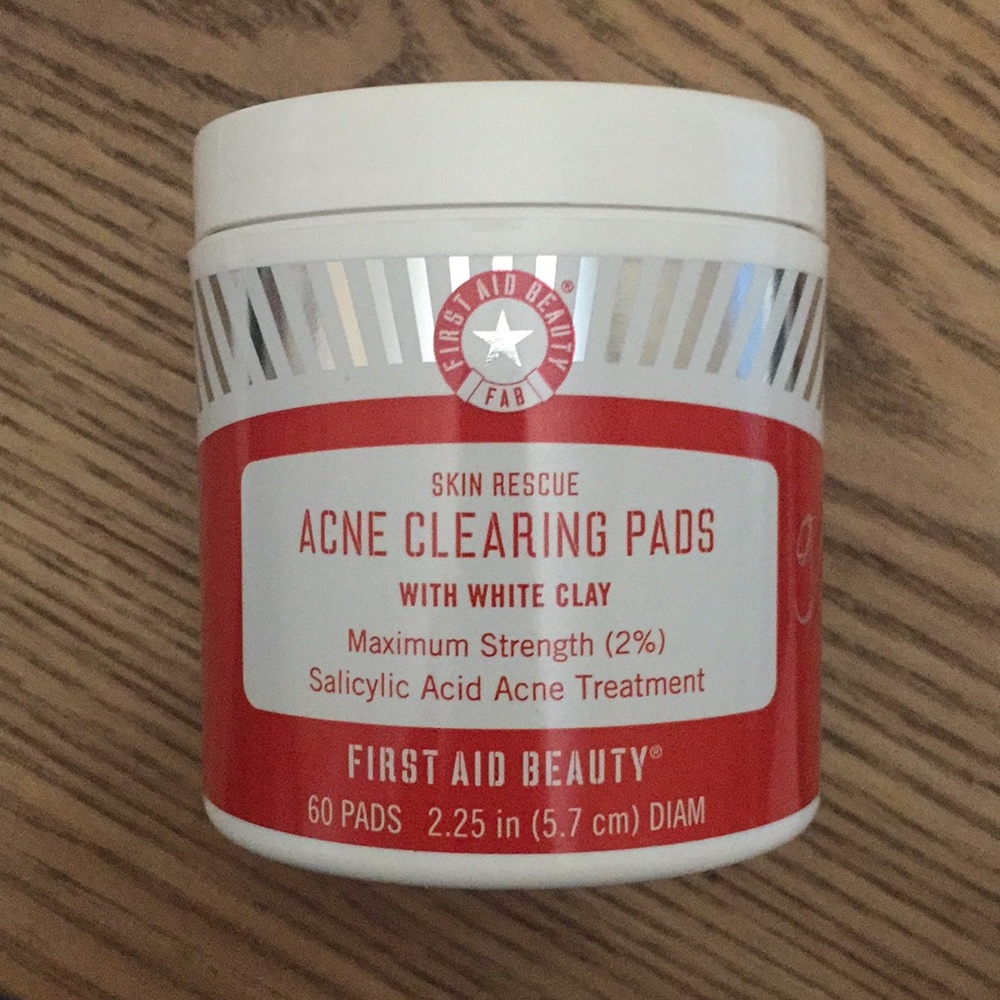 FIRST AID BEAUTY®
FAB
SKIN RESCUE
ACNE CLEARING PADS
WITH WHITE CLAY
Maximum Strength (2%)
Salicylic Acid Acne Treatment
FIRST AID BEAUTY®
60 PADS 2.25 in (5.7 cm) DIAM